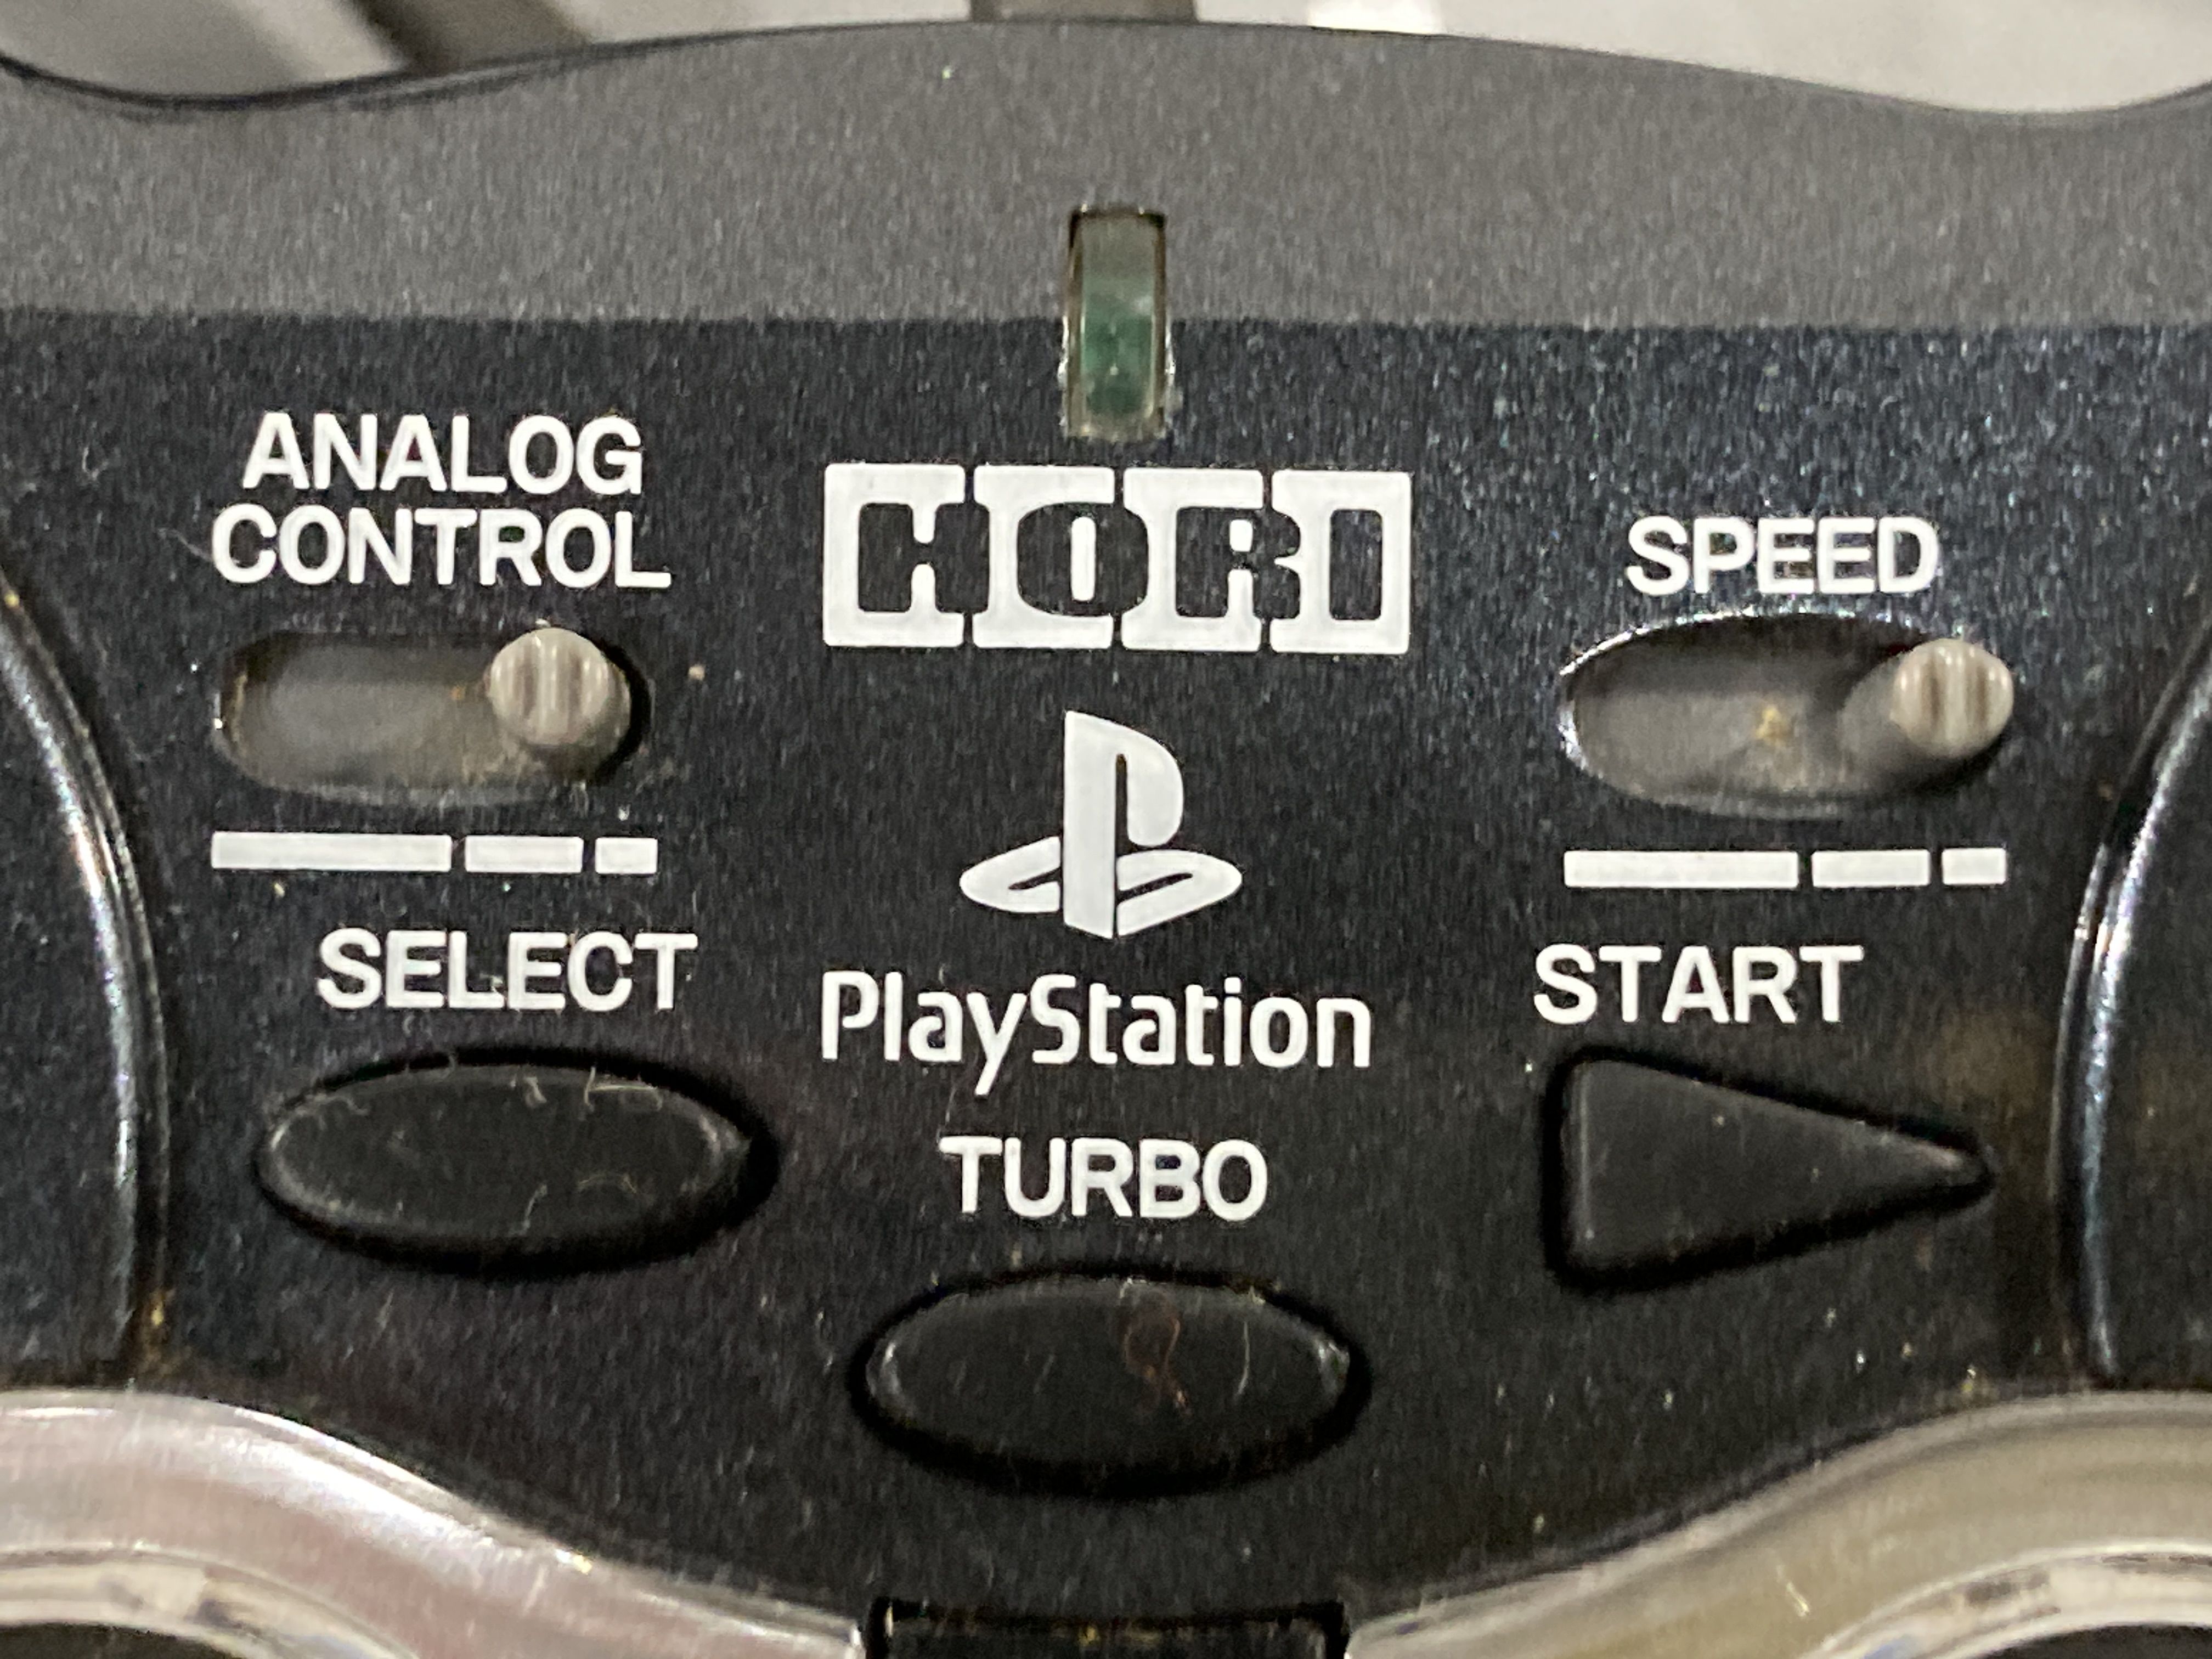 ANALOG
CONTROL
HORI
SPEED
SELECT
PlayStation
START
TURBO